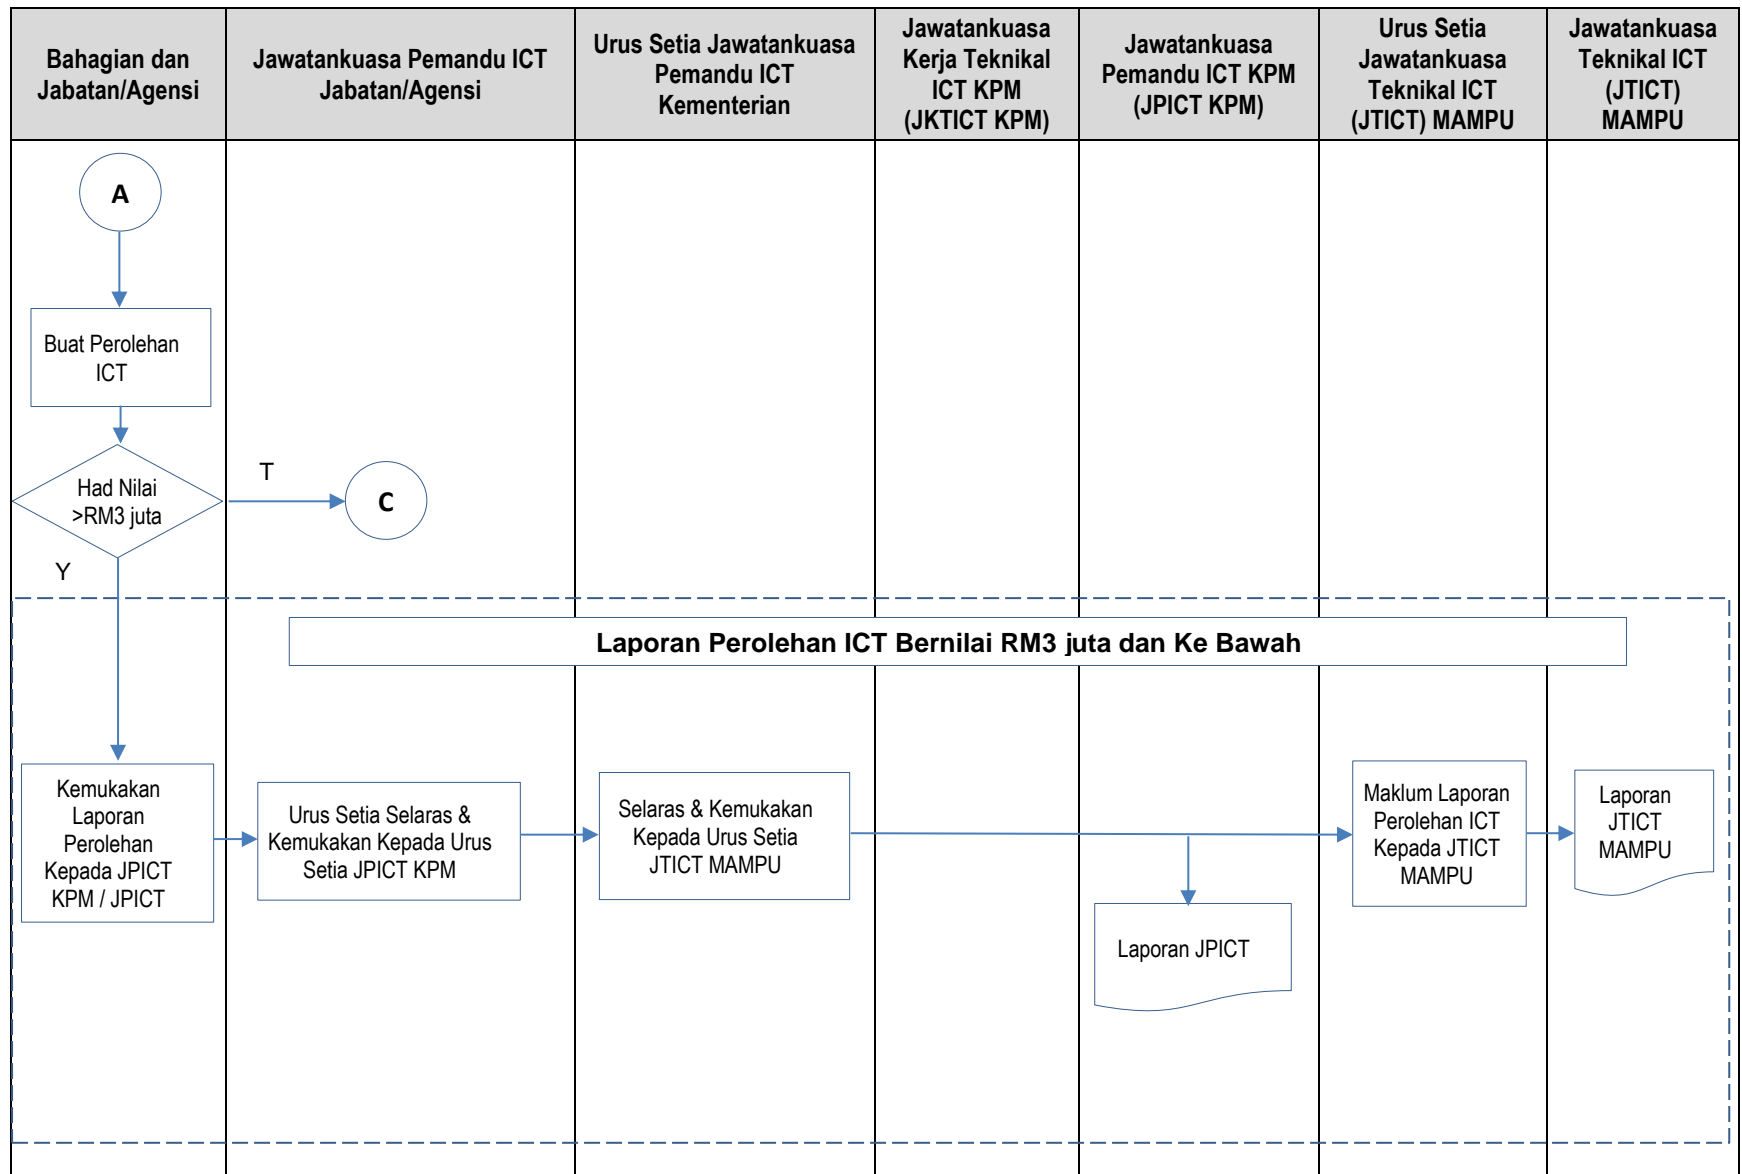 Bahagian dan
Jabatan/Agensi
Jawatankuasa Pemandu ICT
Jabatan/Agensi
Urus Setia Jawatankuasa
Pemandu ICT
Kementerian
Jawatankuasa
Kerja Teknikal
ICT KPM
(JKTICT KPM)
Jawatankuasa
Pemandu ICT KPM
(JPICT KPM)
Urus Setia
Jawatankuasa
Teknikal ICT
(JTICT) MAMPU
Jawatankuasa
Teknikal ICT
(JTICT)
MAMPU
A
Buat Perolehan
ICT
Had Nilai
>RM3 juta
T
C
Y
Laporan Perolehan ICT Bernilai RM3 juta dan Ke Bawah
Kemukakan
Laporan
Perolehan
Kepada JPICT
KPM / JPICT
Urus Setia Selaras &
Kemukakan Kepada Urus
Setia JPICT KPM
Selaras & Kemukakan
Kepada Urus Setia
JTICT MAMPU
Laporan JPICT
Maklum Laporan
Perolehan ICT
Kepada JTICT
MAMPU
Laporan
JTICT
MAMPU